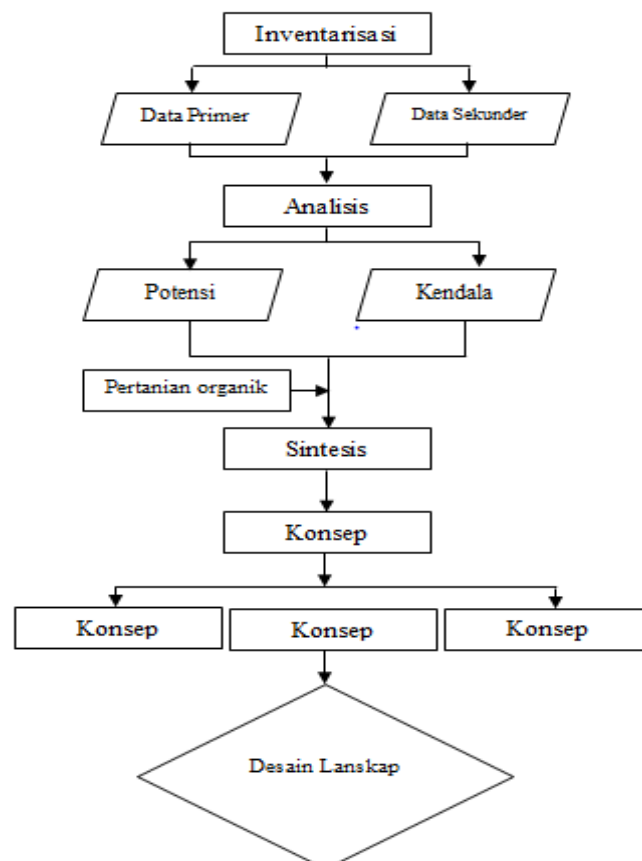 Inventarisasi
Data Primer
Data Sekunder
Analisis
Potensi
Kendala
Pertanian organik
Sintesis
Konsep
Konsep
Konsep
Konsep
Desain Lanskap